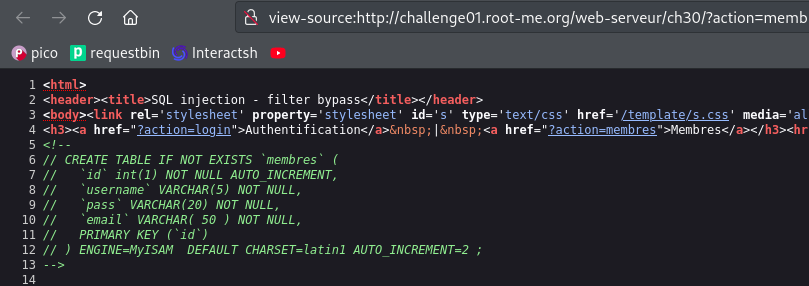 view-source:http://challenge01.root-me.org/web-serveur/ch30/?action=memb
pico requestbin Interactsh
1 <html>
2 <header><title>SQL injection - filter bypass</title></header>
3 <body><link rel='stylesheet' property='stylesheet' id='s' type='text/css' href='/template/s.css' media='al
4 <h3><a href="?action=login">Authentification</a>&nbsp;|&nbsp;<a href="?action=membres">Membres</a></h3><hr
5 <!--
6 // CREATE TABLE IF NOT EXISTS `membres` (
7 //   `id` int(1) NOT NULL AUTO_INCREMENT,
8 //   `username` VARCHAR(5) NOT NULL,
9 //   `pass` VARCHAR(20) NOT NULL,
10 //   `email` VARCHAR( 50 ) NOT NULL,
11 //   PRIMARY KEY (`id`)
12 // ) ENGINE=MyISAM  DEFAULT CHARSET=latin1 AUTO_INCREMENT=2 ;
13 -->
14